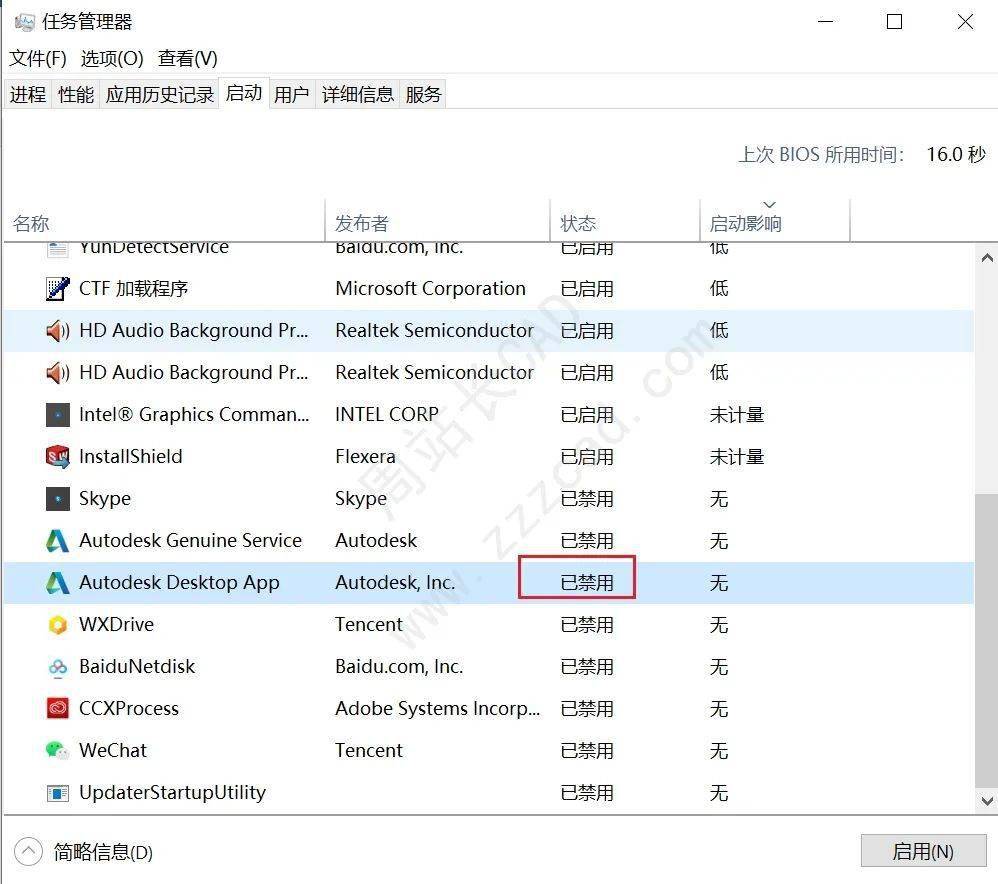 任务管理器
文件(F) 选项(O) 查看(V)
进程 性能 应用历史记录 启动 用户 详细信息 服务
上次 BIOS 所用时间: 16.0 秒
名称 发布者 状态 启动影响
YunDetectService Baidu.com, Inc. 已启用 低
CTF 加载程序 Microsoft Corporation 已启用 低
HD Audio Background Pr... Realtek Semiconductor 已启用 低
HD Audio Background Pr... Realtek Semiconductor 已启用 低
Intel® Graphics Comman... INTEL CORP 已启用 未计量
InstallShield Flexera 已启用 未计量
Skype Skype 已禁用 无
Autodesk Genuine Service Autodesk 已禁用 无
Autodesk Desktop App Autodesk, Inc. 已禁用 无
WXDrive Tencent 已禁用 无
BaiduNetdisk Baidu.com, Inc. 已禁用 无
CCXProcess Adobe Systems Incorp... 已禁用 无
WeChat Tencent 已禁用 无
UpdaterStartupUtility 已禁用 无
简略信息(D) 启用(N)
周站长CAD
www.zzzcad.com